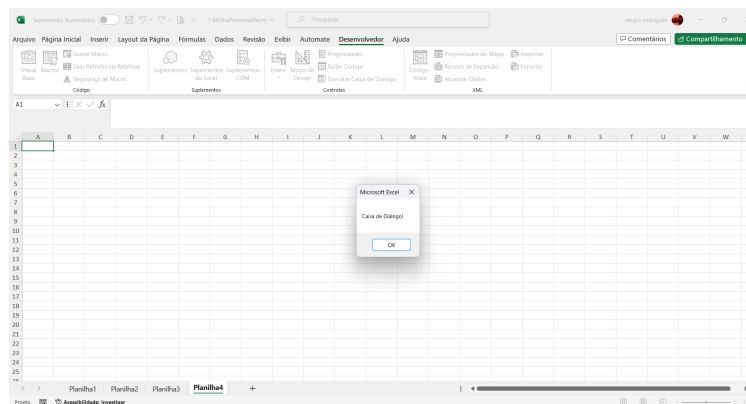 Salvamento Automático 1-MinhaPrimeiraMacro Pesquisar sergio rodrigues
Arquivo Página Inicial Inserir Layout da Página Fórmulas Dados Revisão Exibir Automate Desenvolvedor Ajuda Comentários Compartilhamento
Visual Basic
Macros
Gravar Macro
Usar Referências Relativas
Segurança de Macro
Código
Suplementos
Suplementos do Excel
Suplementos COM
Suplementos
Inserir
Modo de Design
Propriedades
Exibir Código
Executar Caixa de Diálogo
Controles
Código-fonte
Propriedades do Mapa
Pacotes de Expansão
Atualizar Dados
Importar
Exportar
XML
A1 fx
A B C D E F G H I J K L M N O P Q R S T U V W
1
2
3
4
5
6
7
8
9
10
11
12
13
14
15
16
17
18
19
20
21
22
23
24
25
Microsoft Excel
Caixa de Diálogo!
OK
Planilha1 Planilha2 Planilha3 Planilha4
Pronto Acessibilidade: investigar